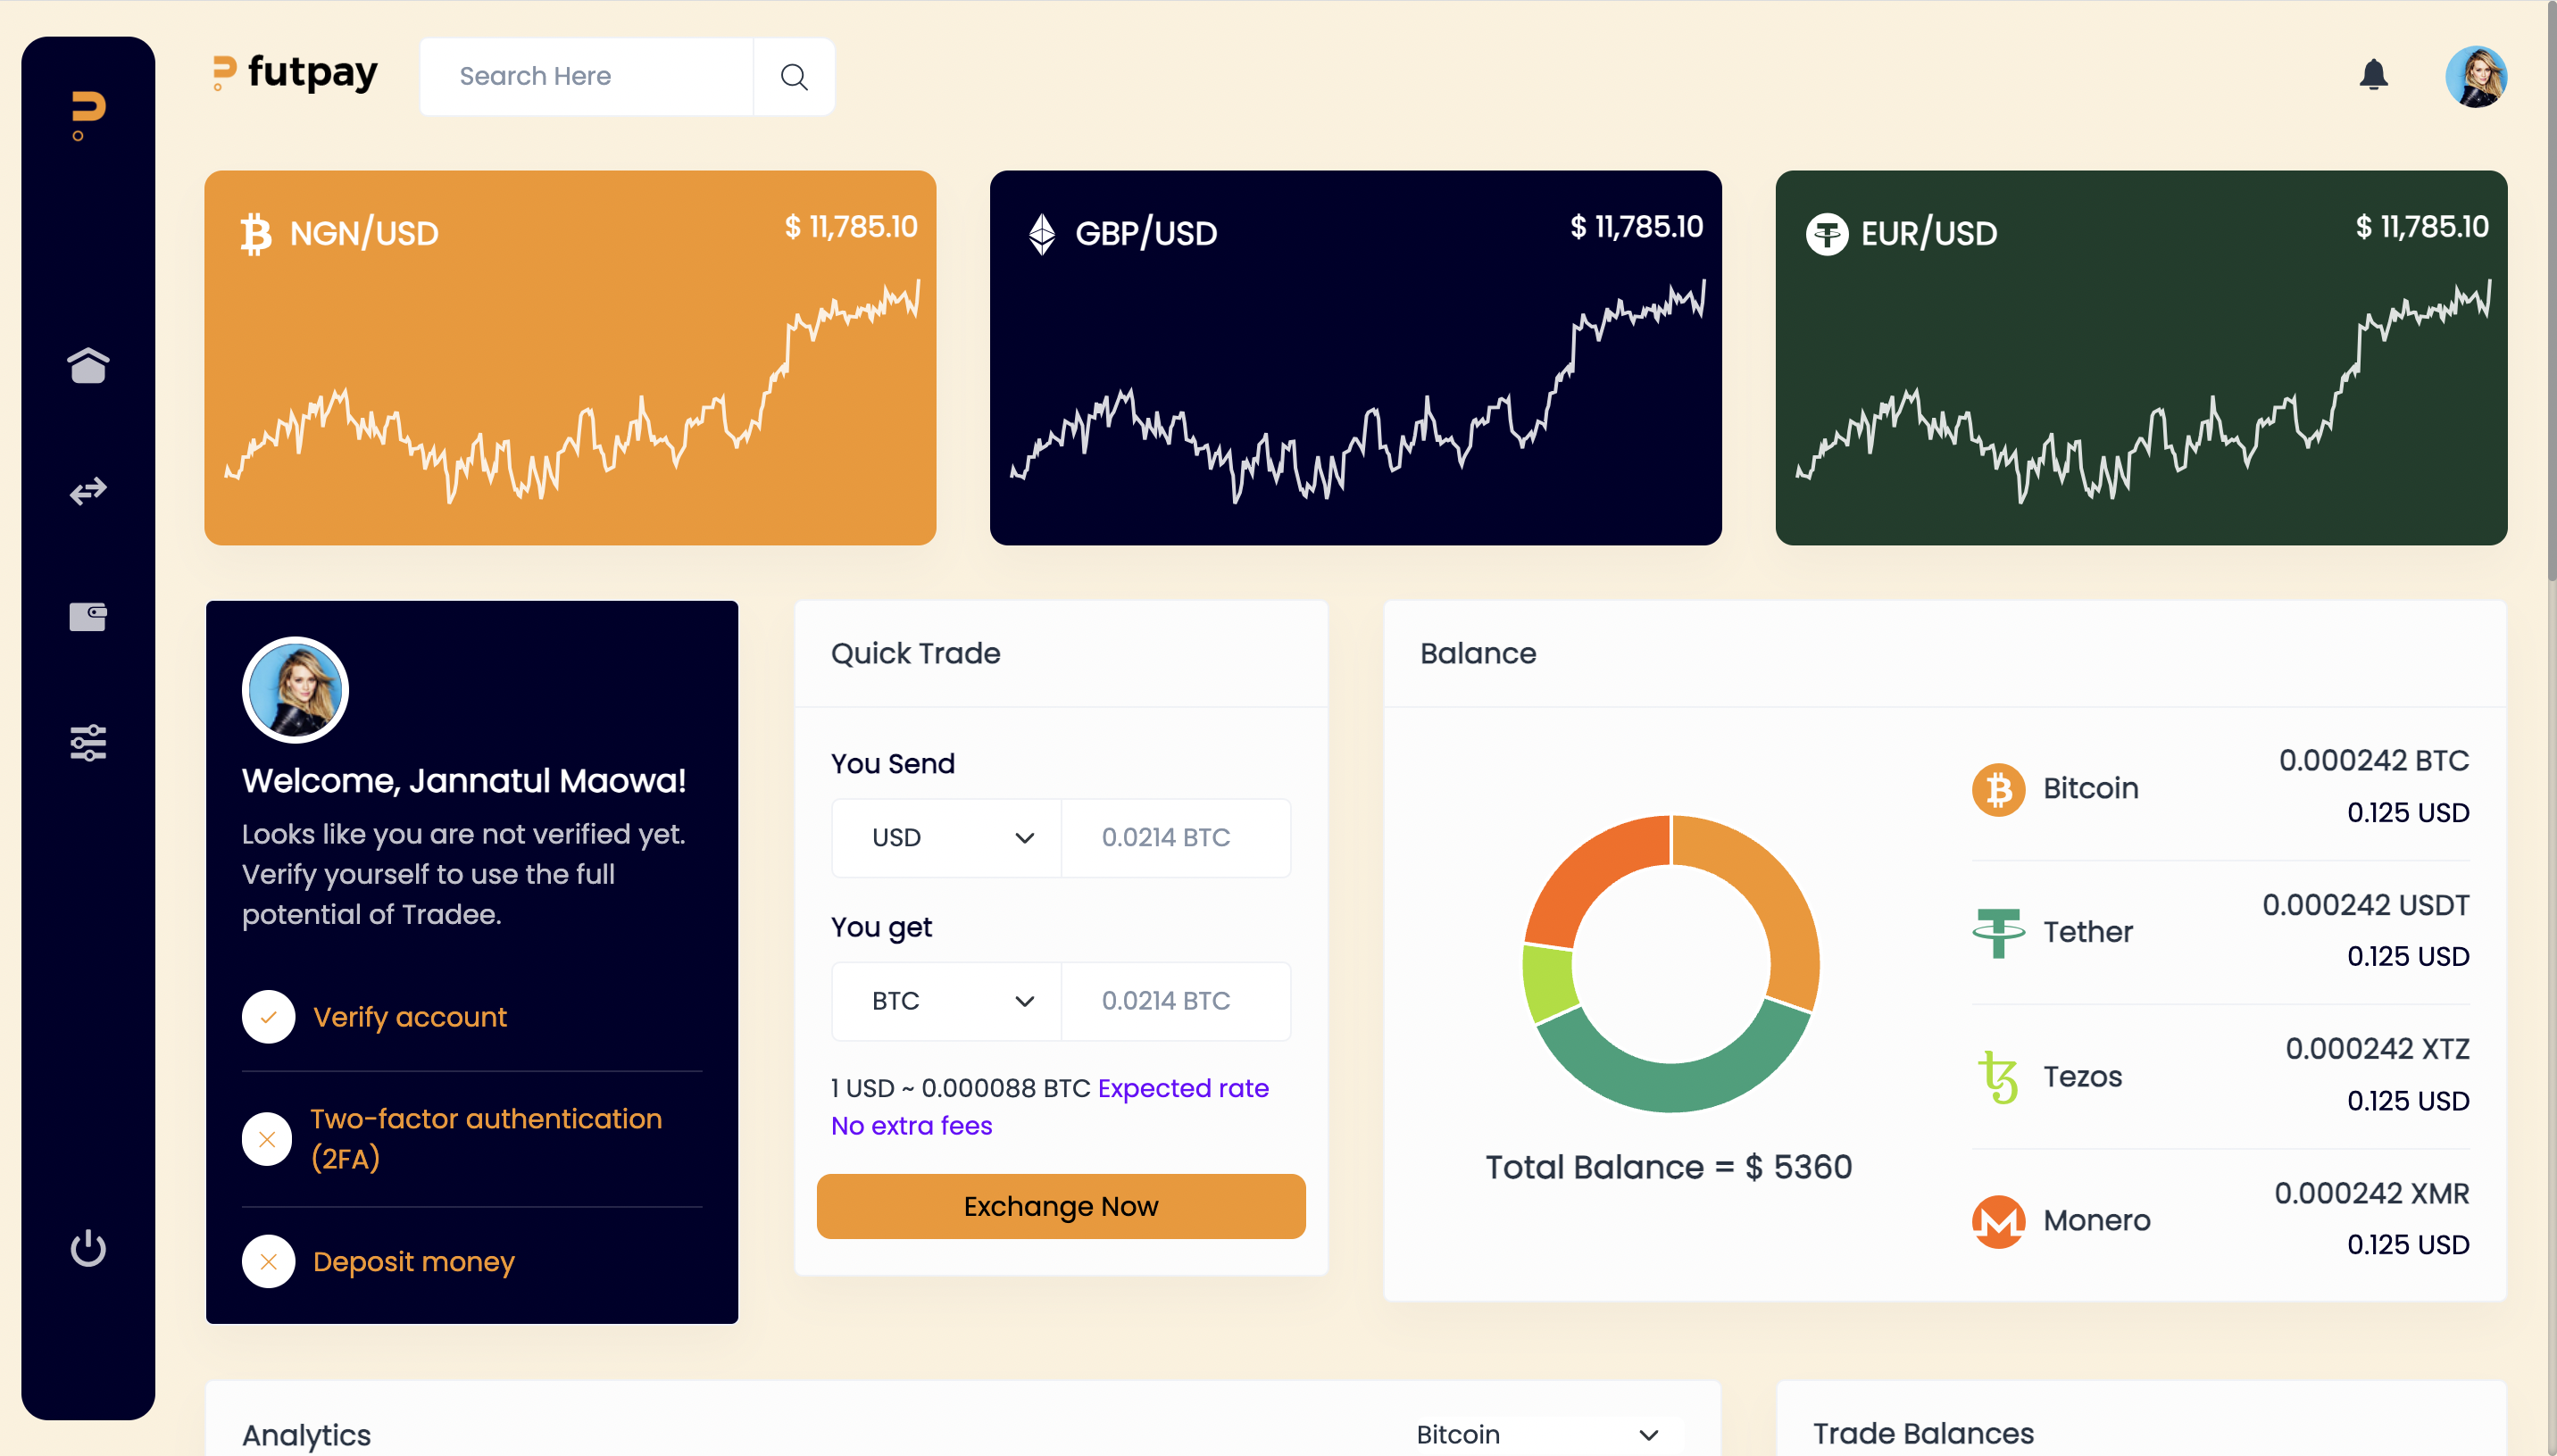 futpay
Search Here
NGN/USD
$ 11,785.10
GBP/USD
$ 11,785.10
EUR/USD
$ 11,785.10
Welcome, Jannatul Maowa!
Looks like you are not verified yet.
Verify yourself to use the full
potential of Tradee.
Verify account
Two-factor authentication
(2FA)
Deposit money
Quick Trade
You Send
USD
0.0214 BTC
You get
BTC
0.0214 BTC
1 USD ~ 0.000088 BTC Expected rate
No extra fees
Exchange Now
Balance
Total Balance = $ 5360
Bitcoin
0.000242 BTC
0.125 USD
Tether
0.000242 USDT
0.125 USD
Tezos
0.000242 XTZ
0.125 USD
Monero
0.000242 XMR
0.125 USD
Analytics
Bitcoin
Trade Balances